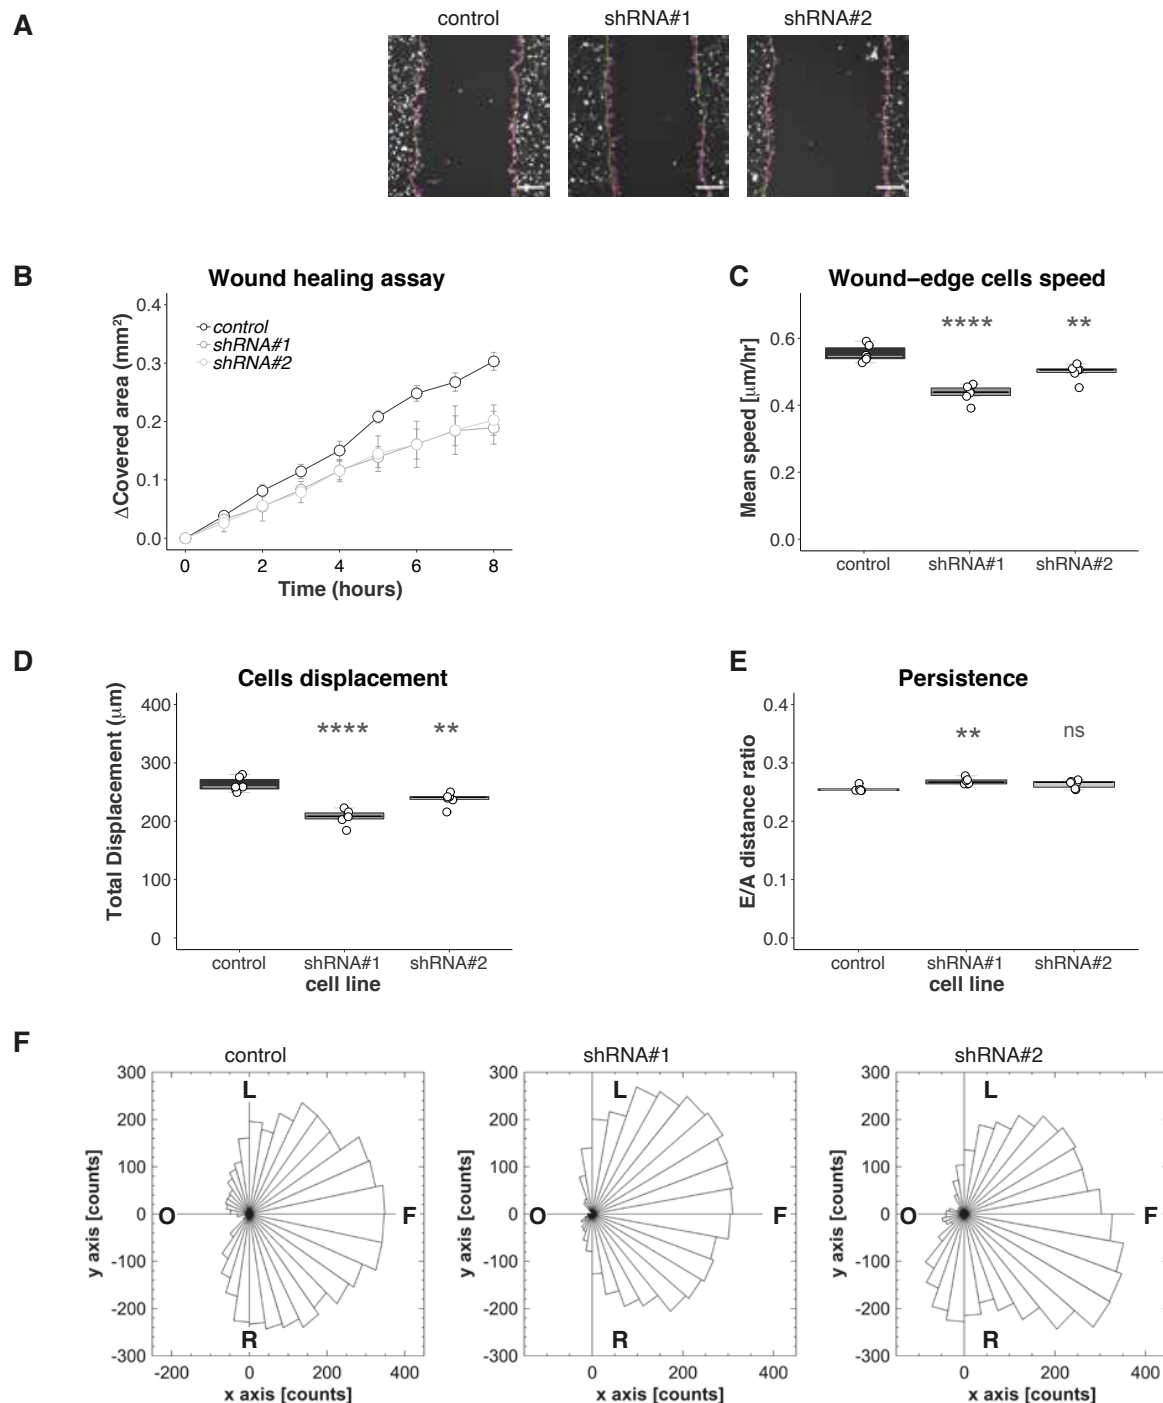 A
control shRNA#1 shRNA#2
B
Wound healing assay
ΔCovered area (mm²)
0.4
0.3
0.2
0.1
0.0
control
shRNA#1
shRNA#2
0 2 4 6 8
Time (hours)
C
Wound–edge cells speed
Mean speed [μm/hr]
0.6
0.4
0.2
0.0
**** **
control shRNA#1 shRNA#2
D
Cells displacement
Total Displacement (μm)
400
300
200
100
0
**** **
control shRNA#1 shRNA#2
cell line
E
Persistence
E/A distance ratio
0.4
0.3
0.2
0.1
0.0
** ns
control shRNA#1 shRNA#2
cell line
F
control
y axis [counts]
300
200
100
0
-100
-200
-300
L
O F
R
-200 0 200 400
x axis [counts]
shRNA#1
y axis [counts]
300
200
100
0
-100
-200
-300
L
O F
R
0 200 400
x axis [counts]
shRNA#2
y axis [counts]
300
200
100
0
-100
-200
-300
L
O F
R
0 200 400
x axis [counts]